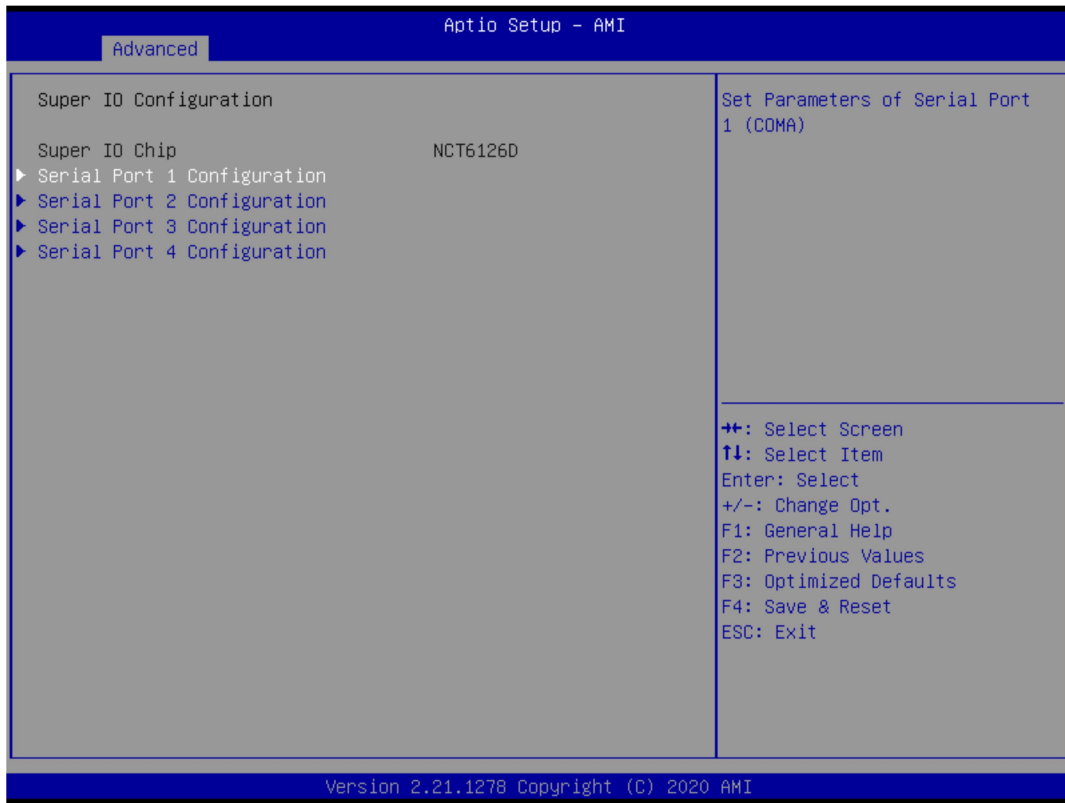 Aptio Setup – AMI
Advanced
Super IO Configuration
Super IO Chip NCT6126D
▶ Serial Port 1 Configuration
▶ Serial Port 2 Configuration
▶ Serial Port 3 Configuration
▶ Serial Port 4 Configuration
Set Parameters of Serial Port
1 (COMA)
→←: Select Screen
↑↓: Select Item
Enter: Select
+/-: Change Opt.
F1: General Help
F2: Previous Values
F3: Optimized Defaults
F4: Save & Reset
ESC: Exit
Version 2.21.1278 Copyright (C) 2020 AMI